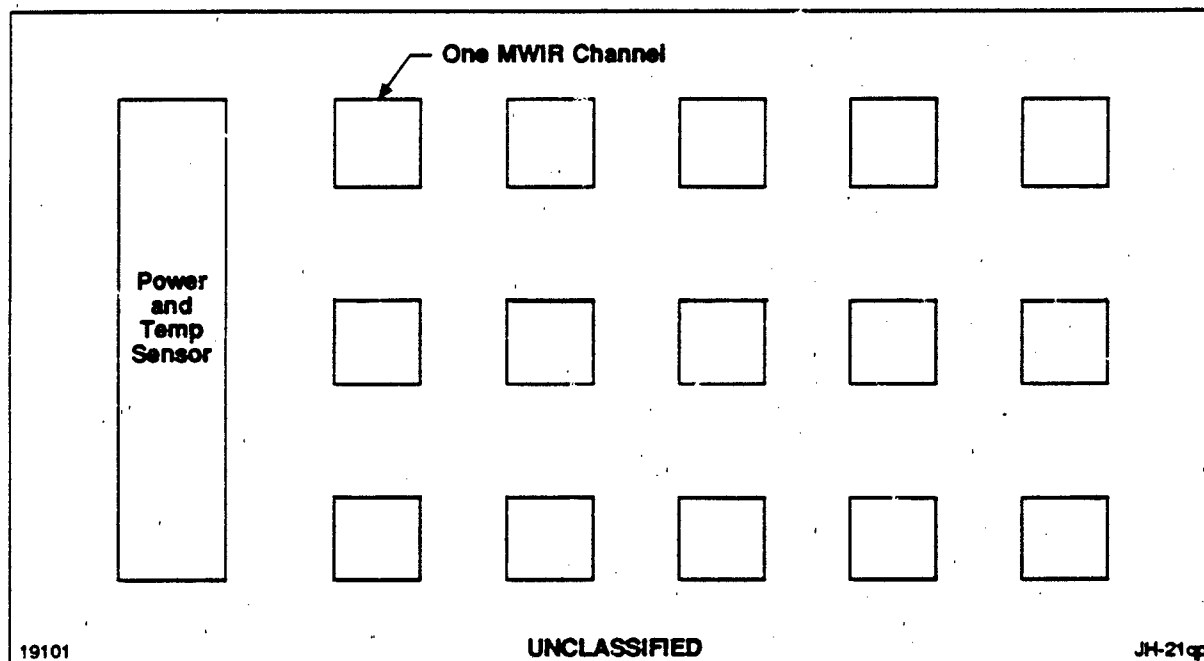 One MWIR Channel
Power
and
Temp
Sensor
19101
UNCLASSIFIED